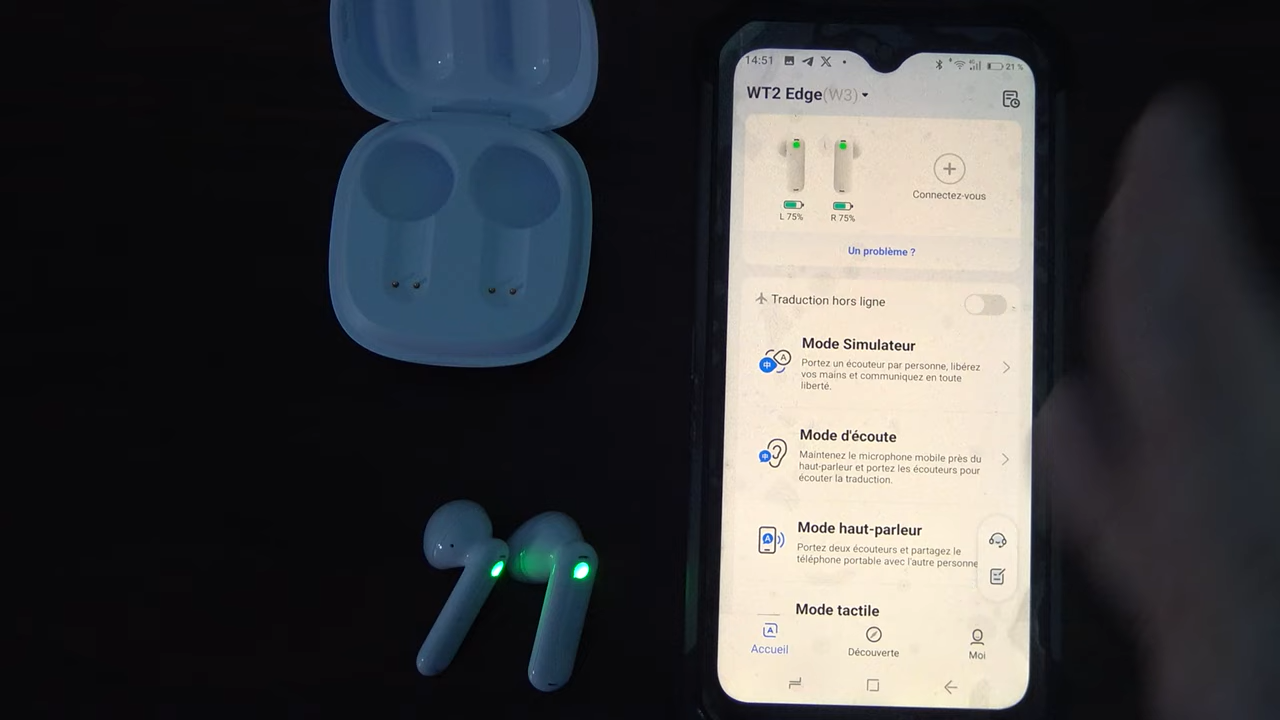 14:51
21 %
WT2 Edge(W3)
L 75%
R 75%
Connectez-vous
Un problème ?
Traduction hors ligne
Mode Simulateur
Portez un écouteur par personne, libérez
vos mains et communiquez en toute
liberté.
Mode d'écoute
Maintenez le microphone mobile près du
haut-parleur et portez les écouteurs pour
écouter la traduction.
Mode haut-parleur
Portez deux écouteurs et partagez le
téléphone portable avec l'autre personne
Mode tactile
Accueil
Découverte
Moi